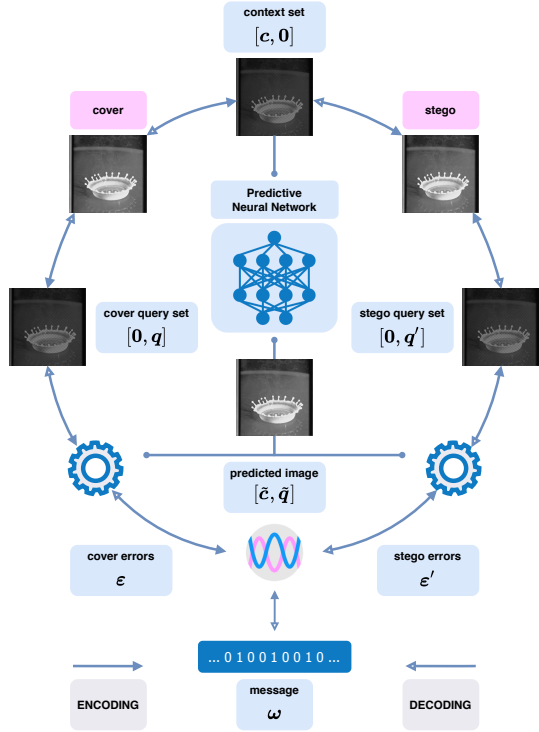 context set
[c, 0]
cover
stego
Predictive
Neural Network
cover query set
[0, q]
stego query set
[0, q′]
predicted image
[c̃, q̃]
cover errors
ε
stego errors
ε′
... 0 1 0 0 1 0 0 1 0 ...
ENCODING
message
ω
DECODING